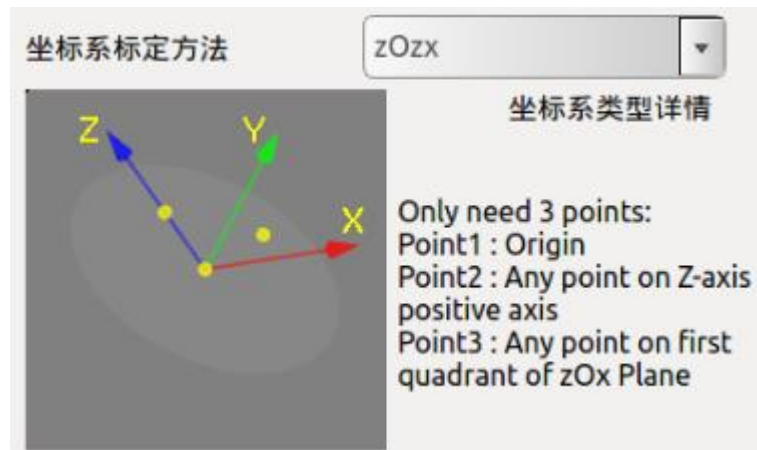 坐标系标定方法
zOzx
坐标系类型详情
Z
Y
X
Only need 3 points:
Point1 : Origin
Point2 : Any point on Z-axis
positive axis
Point3 : Any point on first
quadrant of zOx Plane